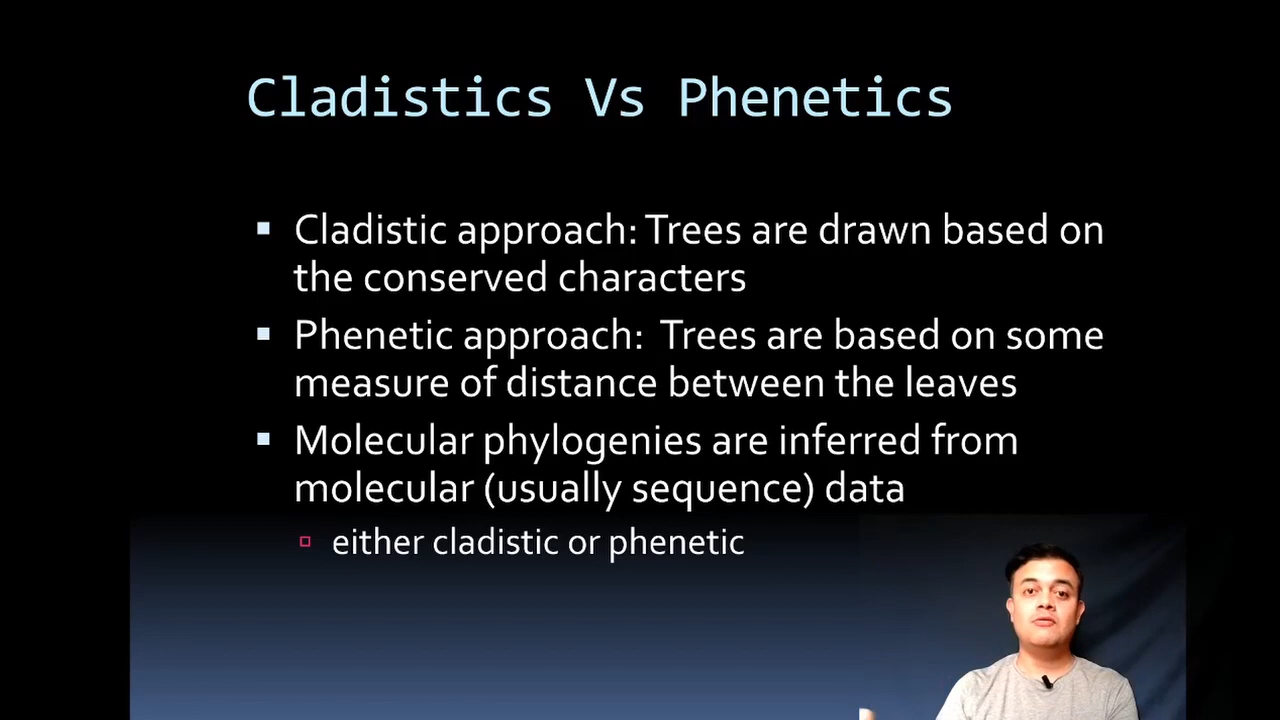 Cladistics Vs Phenetics
Cladistic approach: Trees are drawn based on
the conserved characters
Phenetic approach: Trees are based on some
measure of distance between the leaves
Molecular phylogenies are inferred from
molecular (usually sequence) data
either cladistic or phenetic